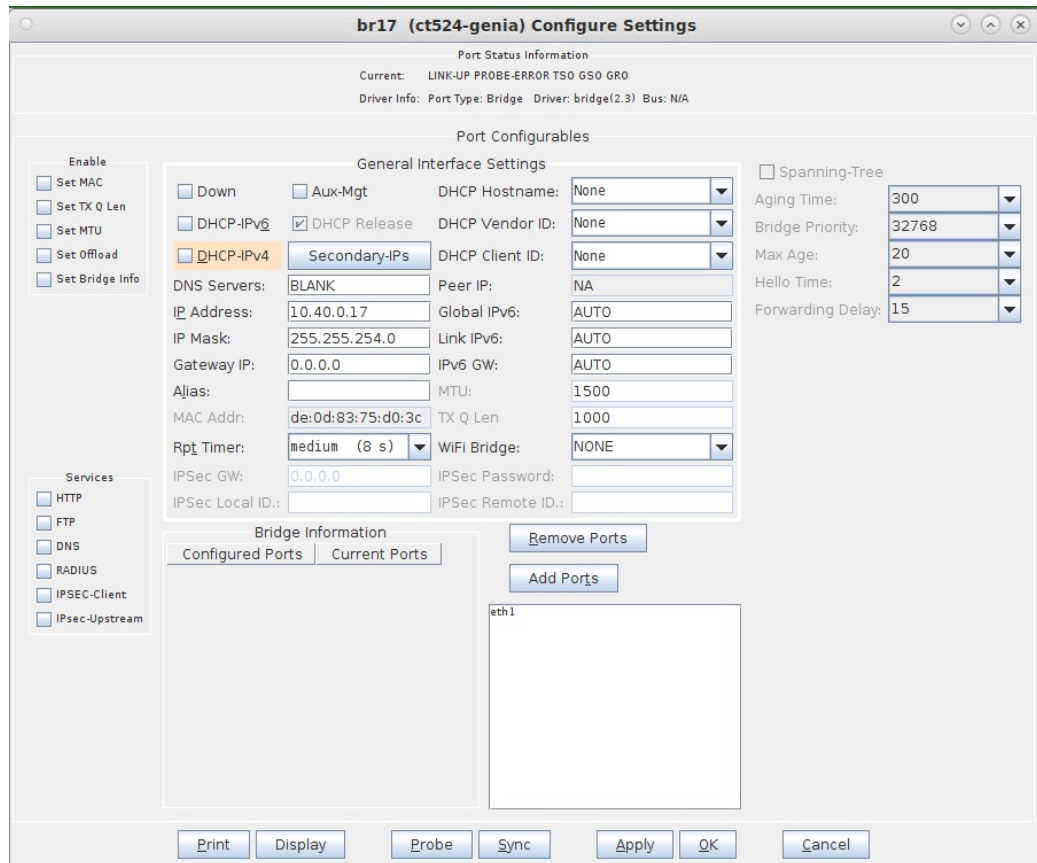 br17 (ct524-genia) Configure Settings
Port Status Information
Current: LINK-UP PROBE-ERROR TSO GSO GRO
Driver Info: Port Type: Bridge Driver: bridge(2.3) Bus: N/A
Port Configurables
Enable
Set MAC
Set TX Q Len
Set MTU
Set Offload
Set Bridge Info
Services
HTTP
FTP
DNS
RADIUS
IPSEC-Client
IPsec-Upstream
General Interface Settings
Down Aux-Mgt DHCP Hostname: None
DHCP-IPv6 DHCP Release DHCP Vendor ID: None
DHCP-IPv4 Secondary-IPs DHCP Client ID: None
DNS Servers: BLANK Peer IP: NA
IP Address: 10.40.0.17 Global IPv6: AUTO
IP Mask: 255.255.254.0 Link IPv6: AUTO
Gateway IP: 0.0.0.0 IPv6 GW: AUTO
Alias: MTU: 1500
MAC Addr: de:0d:83:75:d0:3c TX Q Len 1000
Rpt Timer: medium (8 s) WiFi Bridge: NONE
IPSec GW: 0.0.0.0 IPSec Password:
IPSec Local ID.: IPSec Remote ID.:
Spanning-Tree
Aging Time: 300
Bridge Priority: 32768
Max Age: 20
Hello Time: 2
Forwarding Delay: 15
Bridge Information
Configured Ports Current Ports
Remove Ports
Add Ports
eth1
Print Display Probe Sync Apply OK Cancel